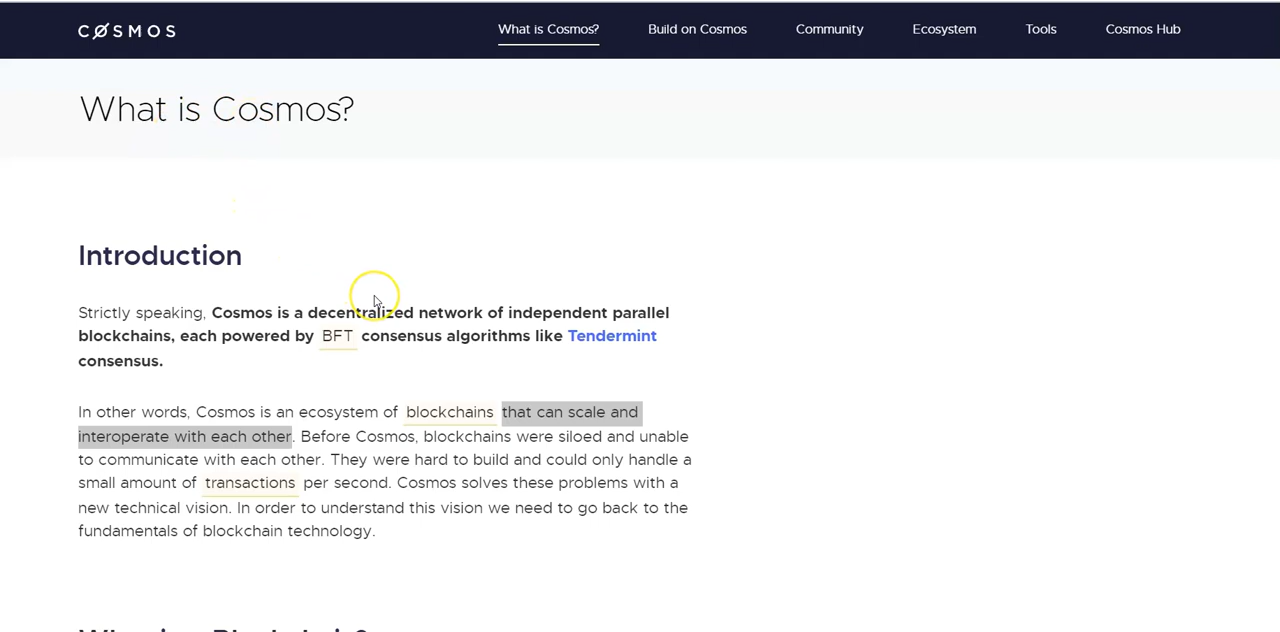 COSMOS What is Cosmos? Build on Cosmos Community Ecosystem Tools Cosmos Hub
What is Cosmos?
Introduction
Strictly speaking, Cosmos is a decentralized network of independent parallel
blockchains, each powered by BFT consensus algorithms like Tendermint
consensus.
In other words, Cosmos is an ecosystem of blockchains that can scale and
interoperate with each other. Before Cosmos, blockchains were siloed and unable
to communicate with each other. They were hard to build and could only handle a
small amount of transactions per second. Cosmos solves these problems with a
new technical vision. In order to understand this vision we need to go back to the
fundamentals of blockchain technology.